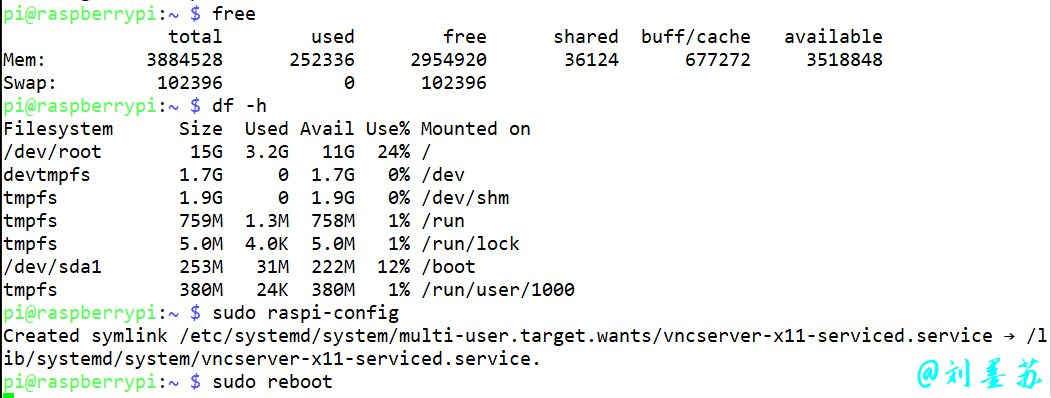 pi@raspberrypi:~ $ free
              total        used        free      shared  buff/cache   available
Mem:        3884528      252336     2954920       36124      677272     3518848
Swap:        102396           0      102396
pi@raspberrypi:~ $ df -h
Filesystem      Size  Used Avail Use% Mounted on
/dev/root        15G  3.2G   11G  24% /
devtmpfs        1.7G     0  1.7G   0% /dev
tmpfs           1.9G     0  1.9G   0% /dev/shm
tmpfs           759M  1.3M  758M   1% /run
tmpfs           5.0M  4.0K  5.0M   1% /run/lock
/dev/sda1       253M   31M  222M  12% /boot
tmpfs           380M   24K  380M   1% /run/user/1000
pi@raspberrypi:~ $ sudo raspi-config
Created symlink /etc/systemd/system/multi-user.target.wants/vncserver-x11-serviced.service → /l
ib/systemd/system/vncserver-x11-serviced.service.
pi@raspberrypi:~ $ sudo reboot
@刘墨苏